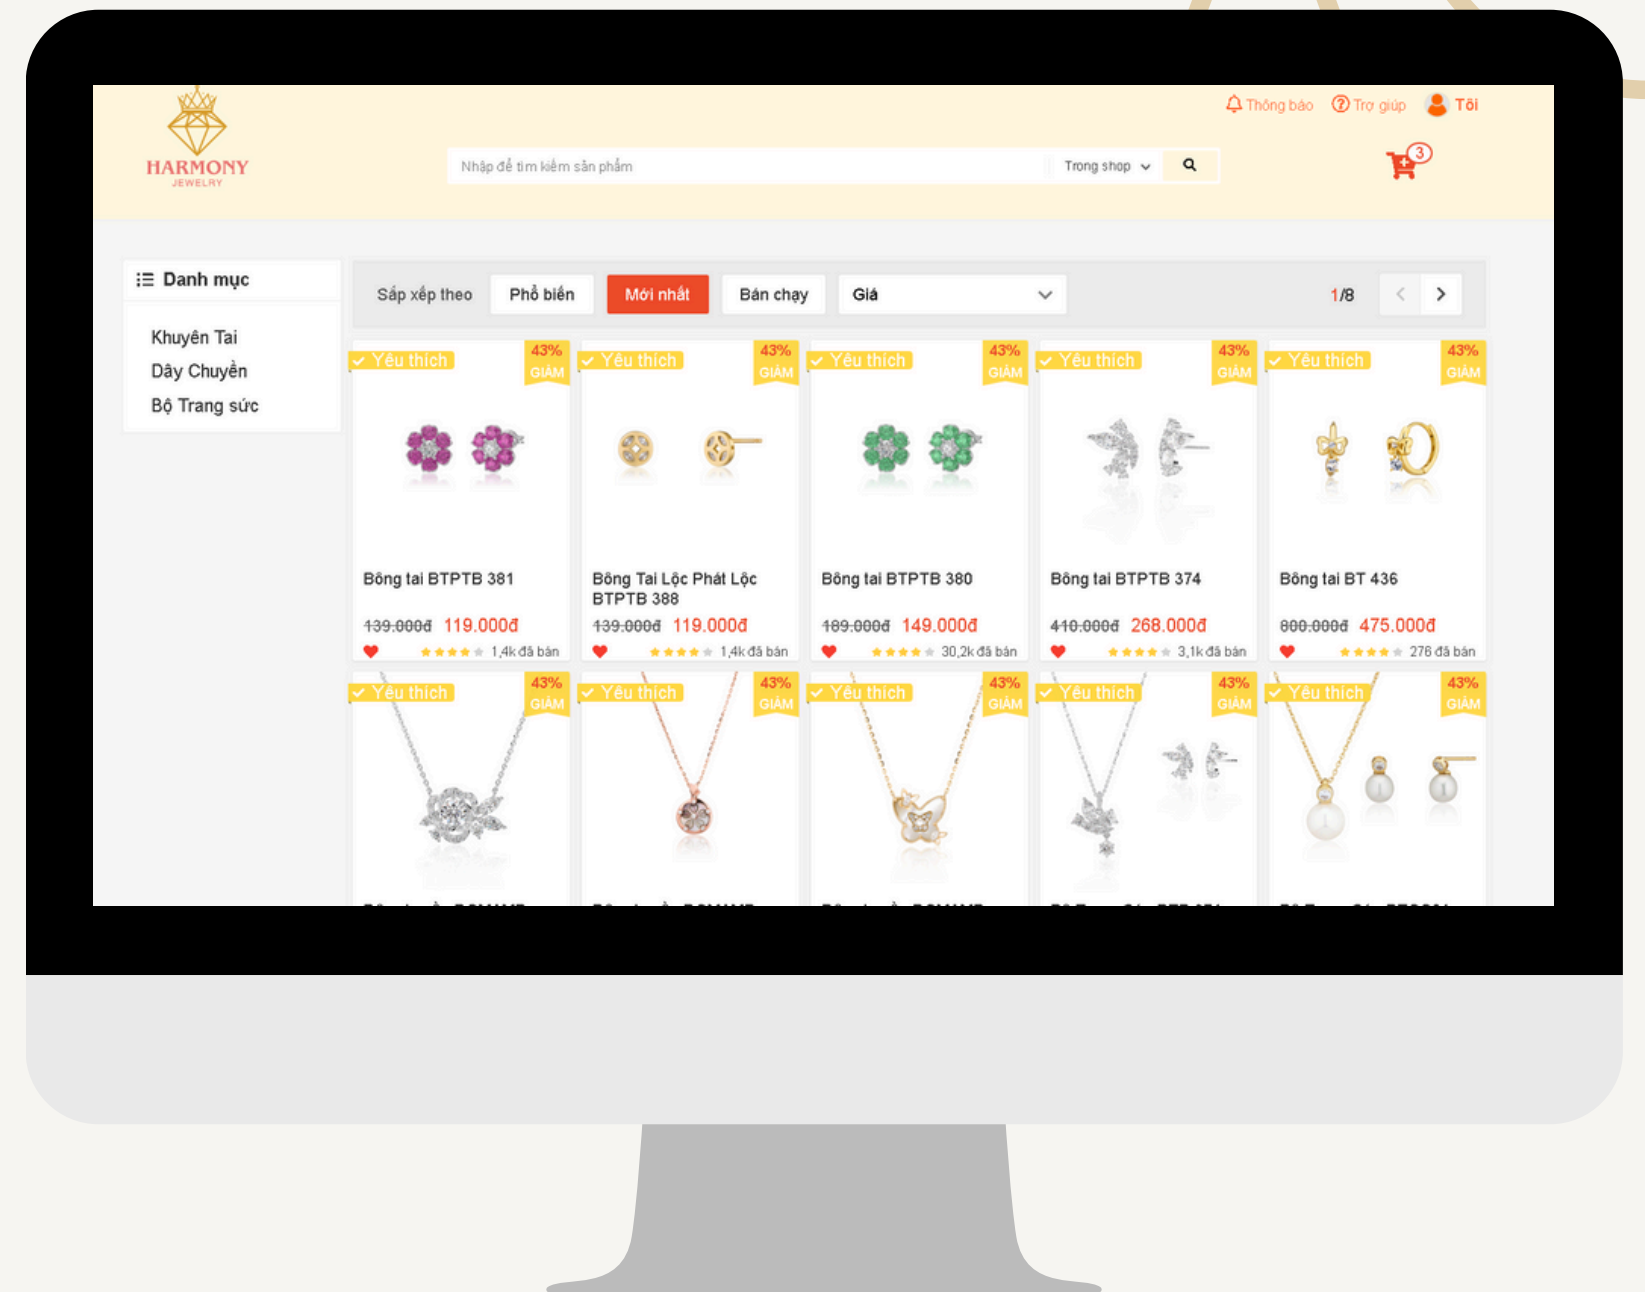 HARMONY
JEWELRY
Thông báo Trợ giúp Tôi
Nhập để tìm kiếm sản phẩm Trong shop
3
Danh mục
Khuyên Tai
Dây Chuyền
Bộ Trang sức
Sắp xếp theo Phổ biến Mới nhất Bán chạy Giá 1/8
Yêu thích 43% GIẢM
Bông tai BTPTB 381
139.000đ 119.000đ
1,4k đã bán
Yêu thích 43% GIẢM
Bông Tai Lộc Phát Lộc
BTPTB 388
139.000đ 119.000đ
1,4k đã bán
Yêu thích 43% GIẢM
Bông tai BTPTB 380
189.000đ 149.000đ
30,2k đã bán
Yêu thích 43% GIẢM
Bông tai BTPTB 374
410.000đ 268.000đ
3,1k đã bán
Yêu thích 43% GIẢM
Bông tai BT 436
800.000đ 475.000đ
276 đã bán
Yêu thích 43% GIẢM
Yêu thích 43% GIẢM
Yêu thích 43% GIẢM
Yêu thích 43% GIẢM
Yêu thích 43% GIẢM